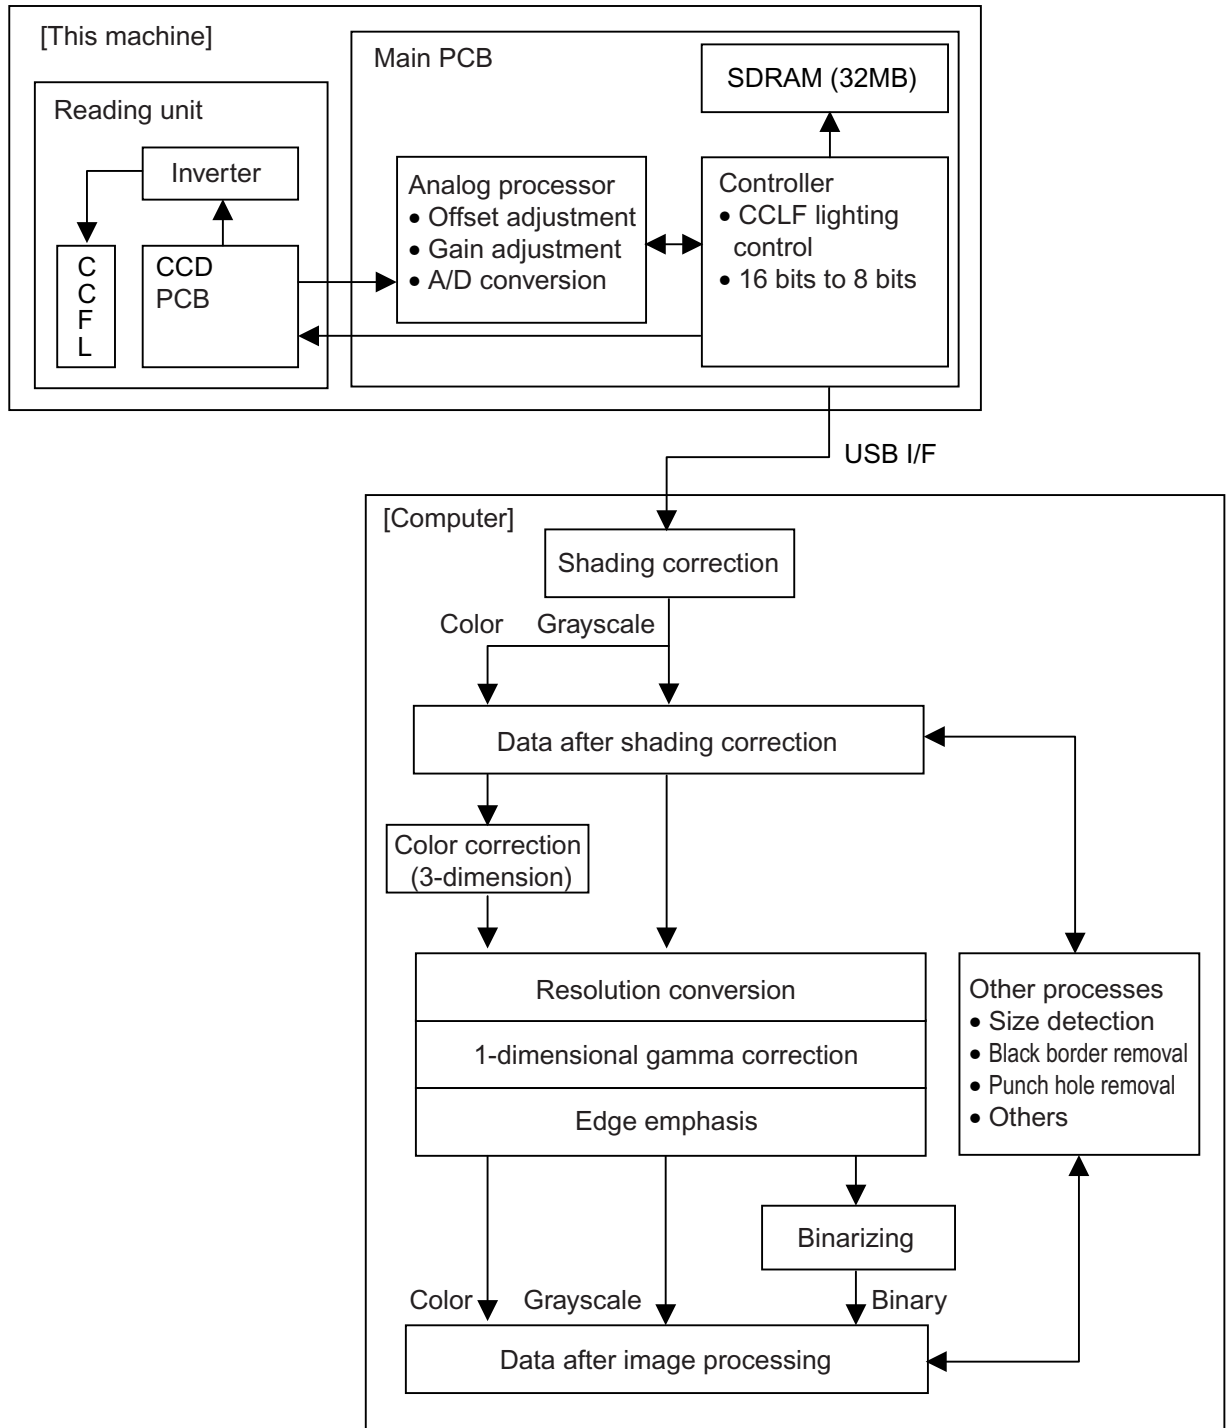 [This machine]
Main PCB
SDRAM (32MB)
Reading unit
Inverter
C
C
F
L
CCD
PCB
Analog processor
• Offset adjustment
• Gain adjustment
• A/D conversion
Controller
• CCLF lighting
control
• 16 bits to 8 bits
USB I/F
[Computer]
Shading correction
Color
Grayscale
Data after shading correction
Color correction
(3-dimension)
Resolution conversion
1-dimensional gamma correction
Edge emphasis
Other processes
• Size detection
• Black border removal
• Punch hole removal
• Others
Binarizing
Color
Grayscale
Binary
Data after image processing